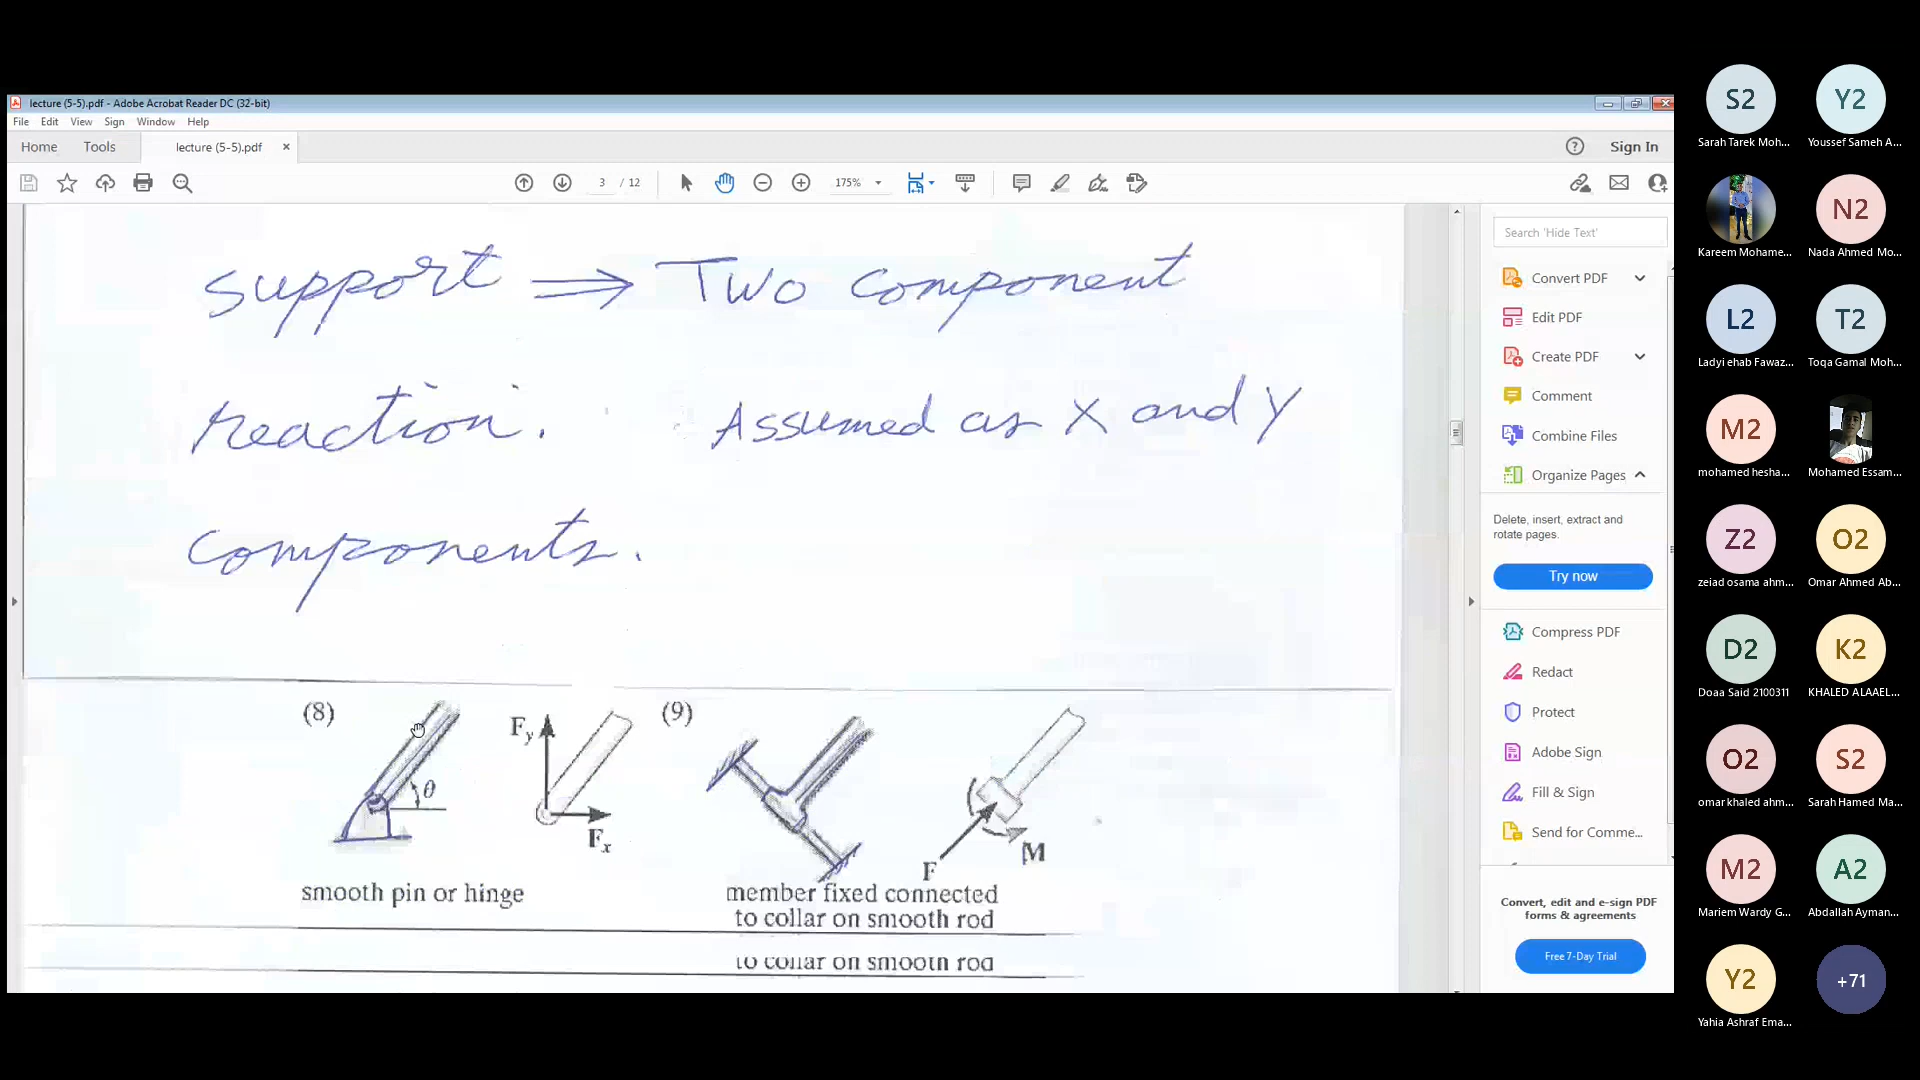 lecture (5-5).pdf - Adobe Acrobat Reader DC (32-bit)
File Edit View Sign Window Help
Home Tools lecture (5-5).pdf × ? Sign In
3 / 12 175%
support ⇒ Two component
reaction. Assumed as X and Y
components.
(8) θ Fy Fx (9) F M
smooth pin or hinge
member fixed connected
to collar on smooth rod
to collar on smooth rod
Search 'Hide Text'
Convert PDF
Edit PDF
Create PDF
Comment
Combine Files
Organize Pages
Delete, insert, extract and
rotate pages.
Try now
Compress PDF
Redact
Protect
Adobe Sign
Fill & Sign
Send for Comme...
Convert, edit and e-sign PDF
forms & agreements
Free 7-Day Trial
S2 Y2
Sarah Tarek Moh... Youssef Sameh A...
N2
Kareem Mohame... Nada Ahmed Mo...
L2 T2
Ladyi ehab Fawaz... Toqa Gamal Moh...
M2
mohamed hesha... Mohamed Essam...
Z2 O2
zeiad osama ahm... Omar Ahmed Ab...
D2 K2
Doaa Said 2100311 KHALED ALAAEL...
O2 S2
omar khaled ahm... Sarah Hamed Ma...
M2 A2
Mariem Wardy G... Abdallah Ayman...
Y2 +71
Yahia Ashraf Ema...